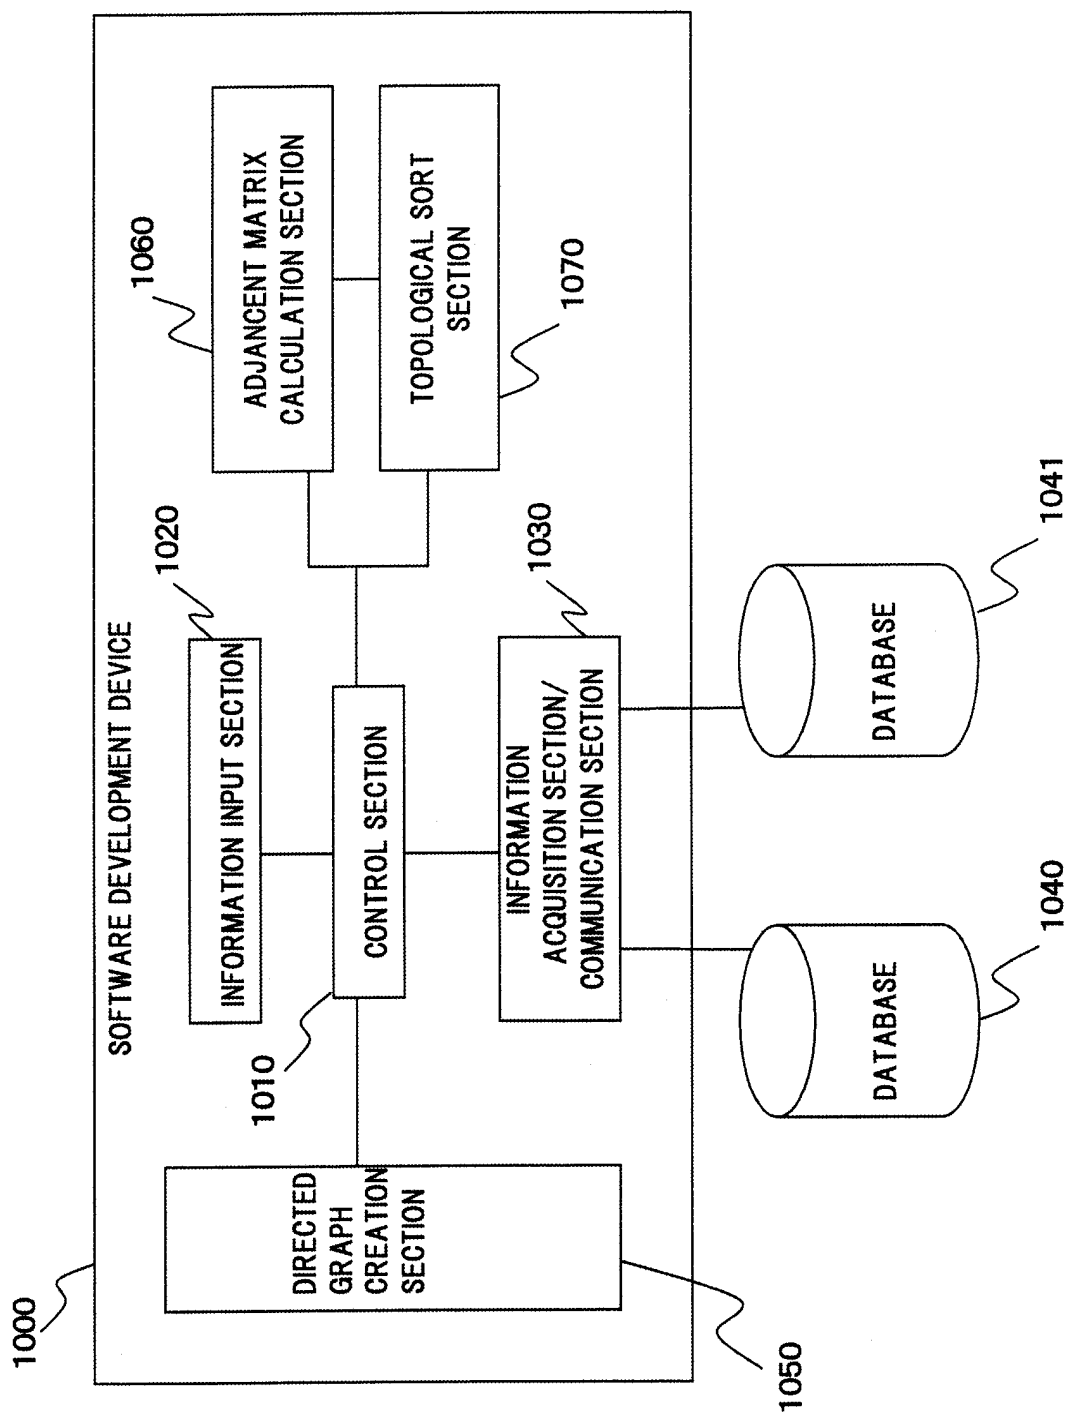 1000
SOFTWARE DEVELOPMENT DEVICE
1020
INFORMATION INPUT SECTION
1060
ADJANCENT MATRIX
CALCULATION SECTION
1010
CONTROL SECTION
DIRECTED
GRAPH
CREATION
SECTION
1050
TOPOLOGICAL SORT
SECTION
1070
INFORMATION
ACQUISITION SECTION/
COMMUNICATION SECTION
1030
DATABASE
1040
DATABASE
1041